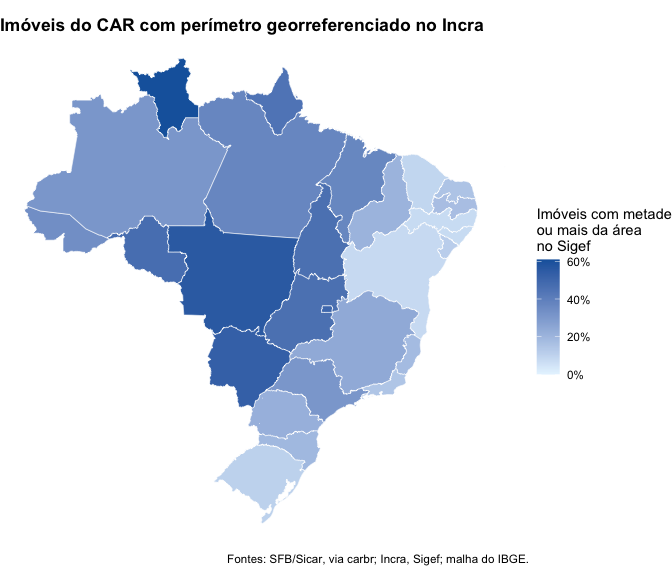 Imóveis do CAR com perímetro georreferenciado no Incra
Imóveis com metade
ou mais da área
no Sigef
60%
40%
20%
0%
Fontes: SFB/Sicar, via carbr; Incra, Sigef; malha do IBGE.